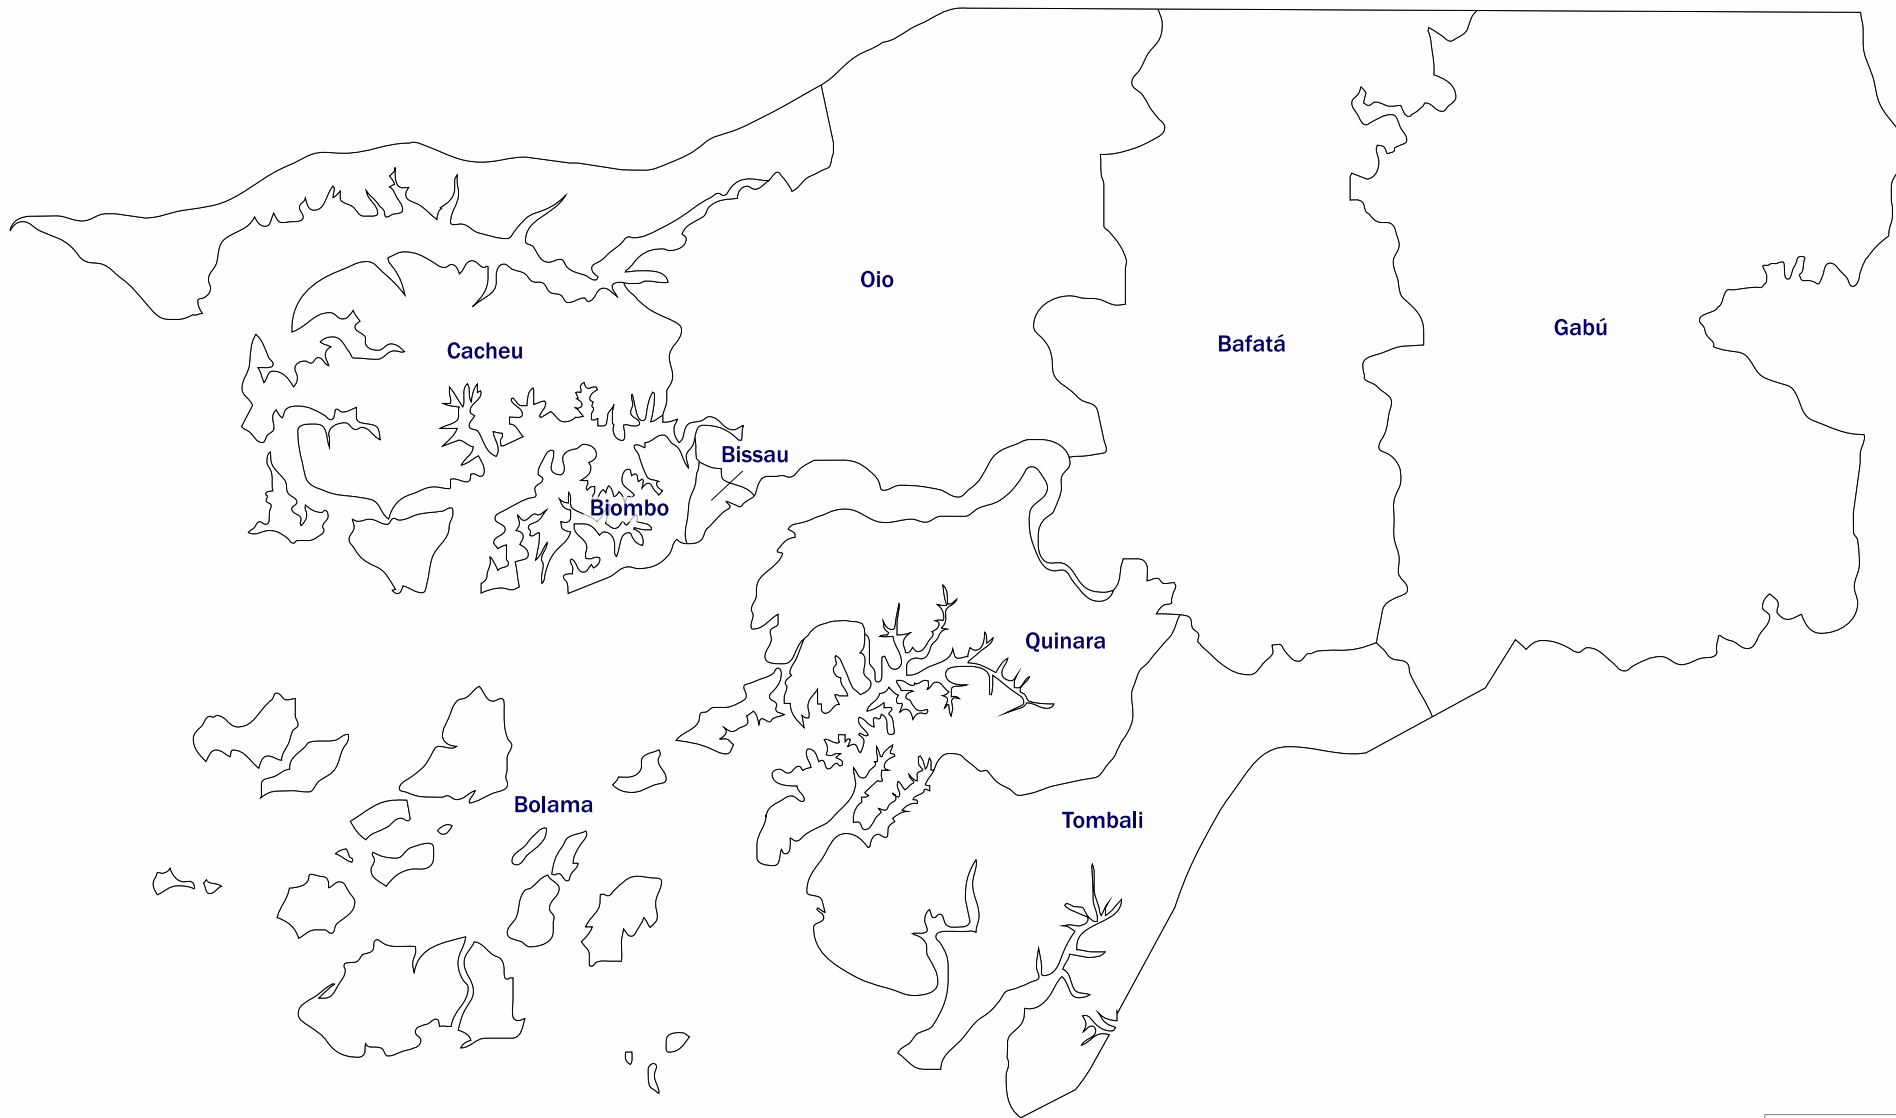 Oio
Gabú
Bafatá
Cacheu
Bissau
Biombo
Quinara
Bolama
Tombali